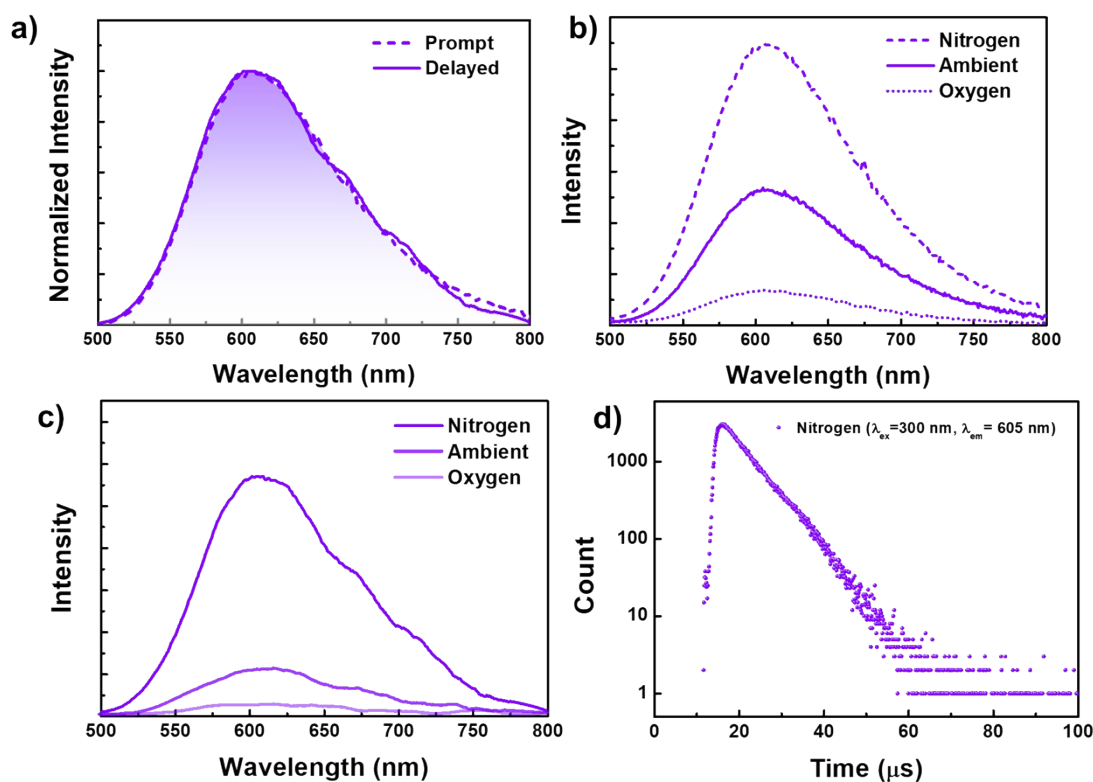 a)
Prompt
Delayed
Normalized Intensity
500 550 600 650 700 750 800
Wavelength (nm)
b)
Nitrogen
Ambient
Oxygen
Intensity
500 550 600 650 700 750 800
Wavelength (nm)
c)
Nitrogen
Ambient
Oxygen
Intensity
500 550 600 650 700 750 800
Wavelength (nm)
d)
Nitrogen (λex=300 nm, λem= 605 nm)
Count
1000
100
10
1
0 20 40 60 80 100
Time (μs)